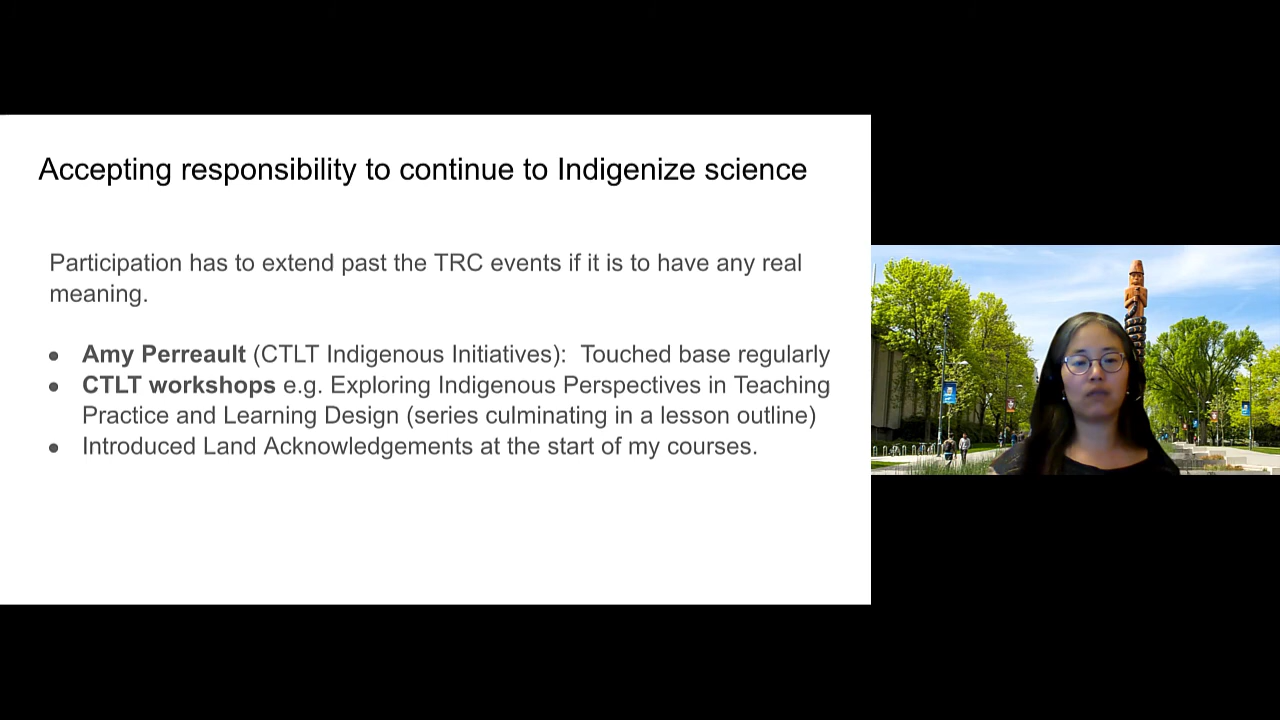 Accepting responsibility to continue to Indigenize science
Participation has to extend past the TRC events if it is to have any real
meaning.
● Amy Perreault (CTLT Indigenous Initiatives):  Touched base regularly
● CTLT workshops e.g. Exploring Indigenous Perspectives in Teaching
Practice and Learning Design (series culminating in a lesson outline)
● Introduced Land Acknowledgements at the start of my courses.